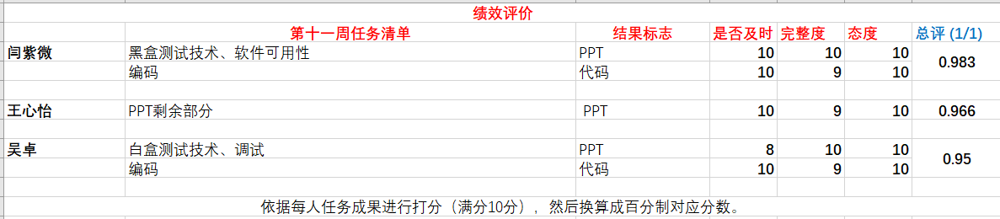 绩效评价
第十一周任务清单 结果标志 是否及时 完整度 态度 总评 (1/1)
闫紫微 黑盒测试技术、软件可用性 PPT 10 10 10 0.983
编码 代码 10 9 10
王心怡 PPT剩余部分 PPT 10 9 10 0.966
吴卓 白盒测试技术、调试 PPT 8 10 10 0.95
编码 代码 10 9 10
依据每人任务成果进行打分（满分10分），然后换算成百分制对应分数。